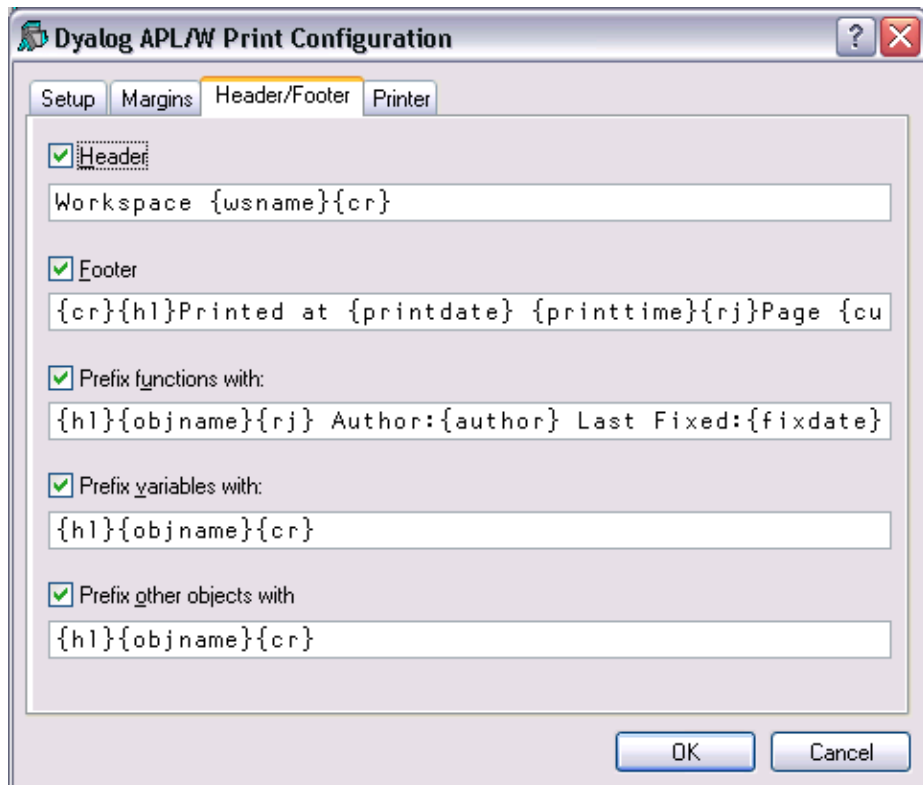 Dyalog APL/W Print Configuration
Setup Margins Header/Footer Printer
Header
Workspace {wsname}{cr}
Footer
{cr}{hl}Printed at {printdate} {printtime}{rj}Page {cu
Prefix functions with:
{hl}{objname}{rj} Author:{author} Last Fixed:{fixdate}
Prefix variables with:
{hl}{objname}{cr}
Prefix other objects with
{hl}{objname}{cr}
OK Cancel